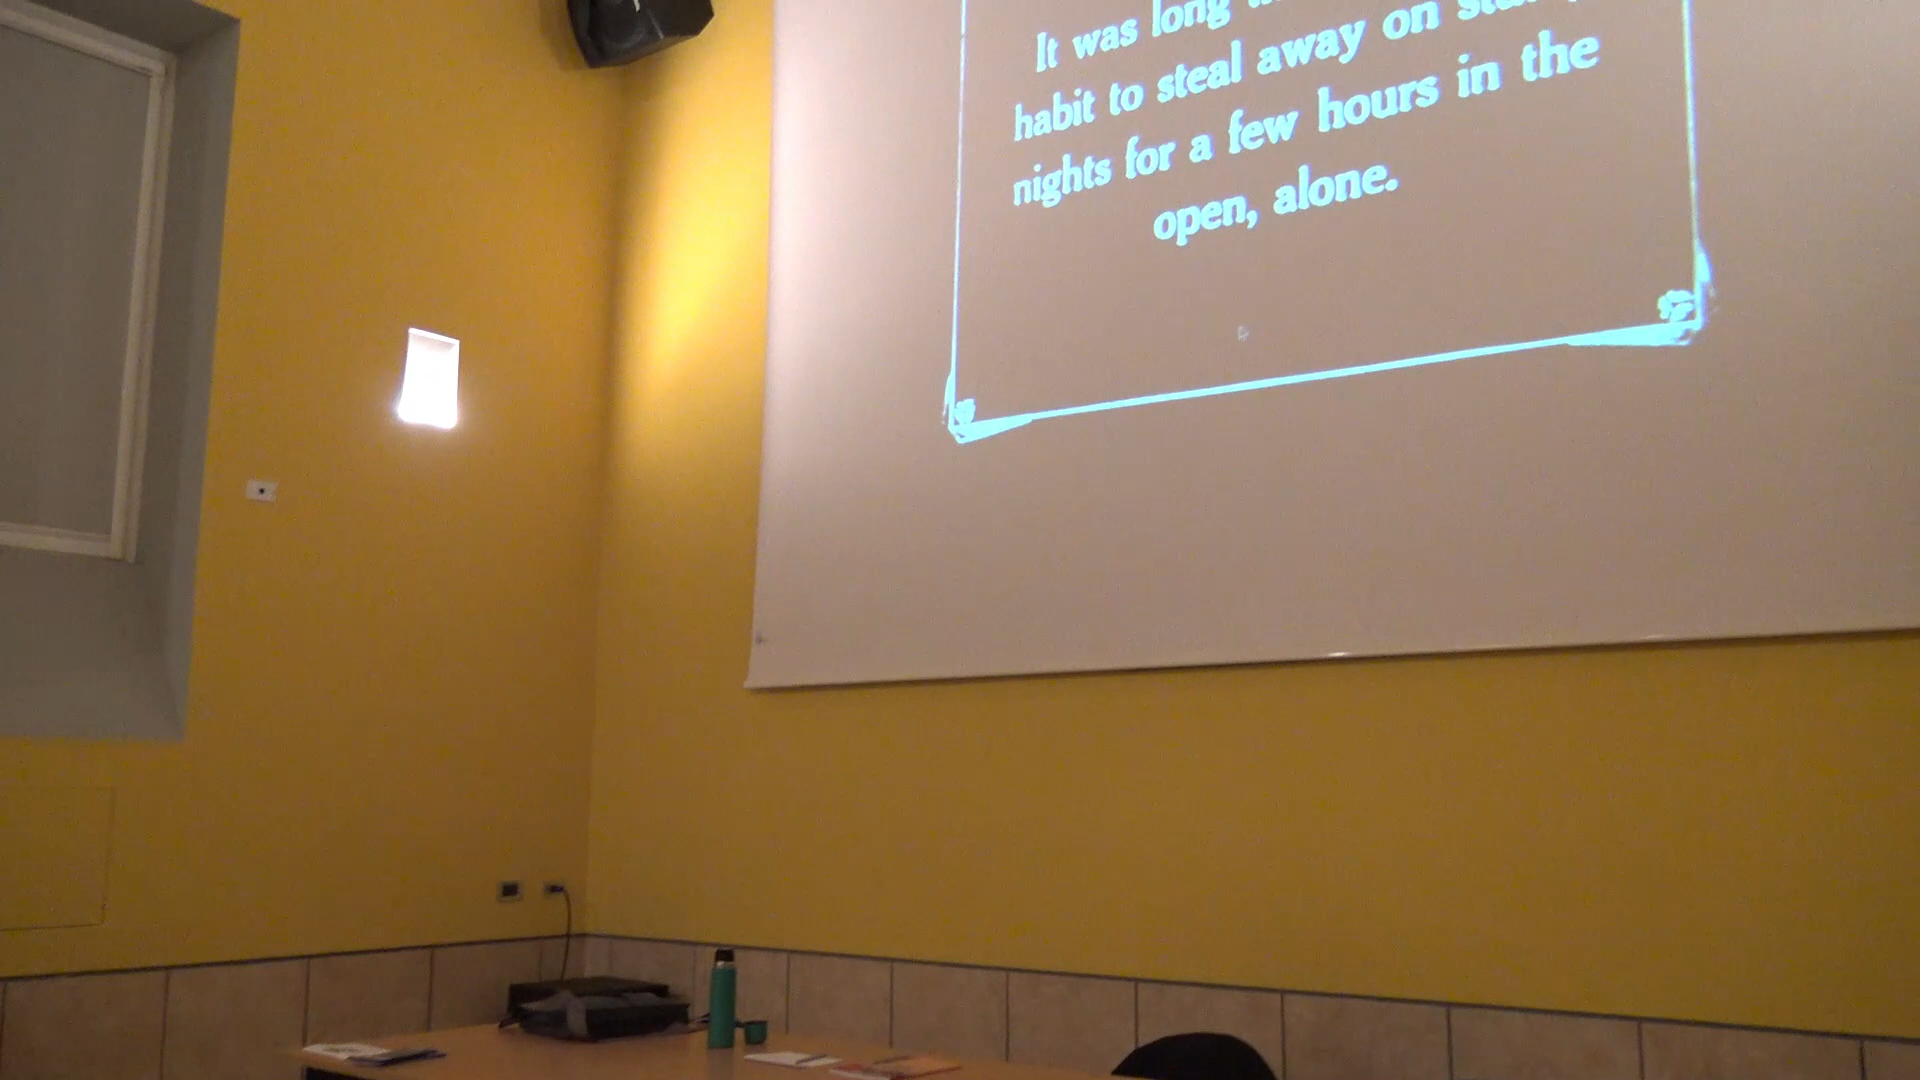 It was long
habit to steal away on
nights for a few hours in the
open, alone.